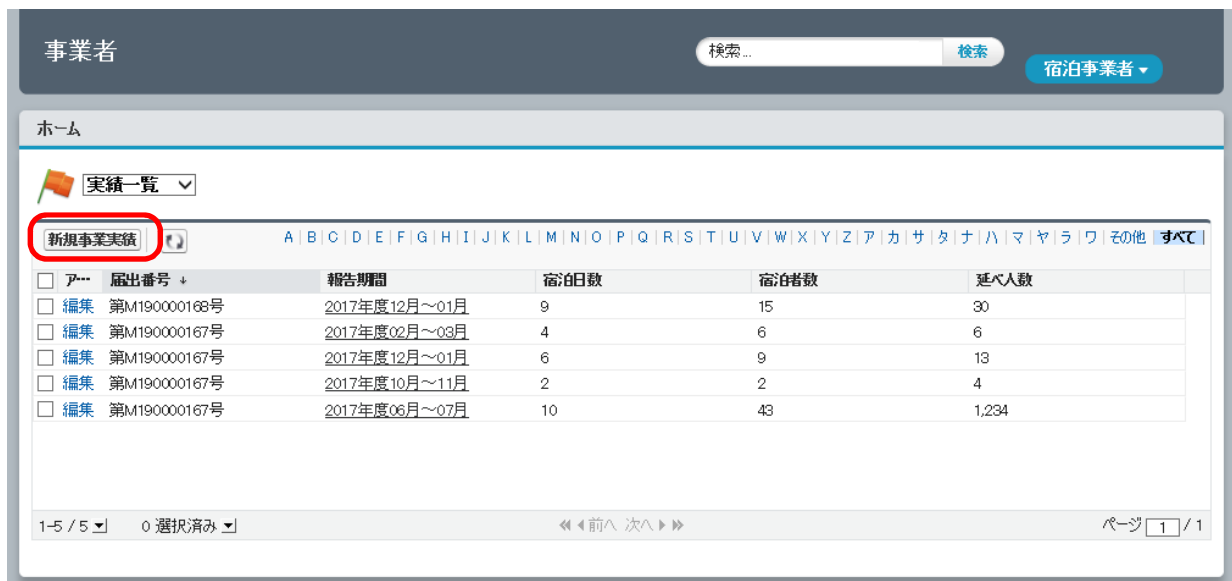 事業者
検索...
検索
宿泊事業者
ホーム
実績一覧
新規事業実績
A | B | C | D | E | F | G | H | I | J | K | L | M | N | O | P | Q | R | S | T | U | V | W | X | Y | Z | ア | カ | サ | タ | ナ | ハ | マ | ヤ | ラ | ワ | その他 | すべて |
ア... 届出番号 ↓ 報告期間 宿泊日数 宿泊者数 延べ人数
編集 第M190000168号 2017年度12月～01月 9 15 30
編集 第M190000167号 2017年度02月～03月 4 6 6
編集 第M190000167号 2017年度12月～01月 6 9 13
編集 第M190000167号 2017年度10月～11月 2 2 4
編集 第M190000167号 2017年度06月～07月 10 43 1,234
1-5 / 5 0 選択済み 前へ 次へ ページ 1 / 1